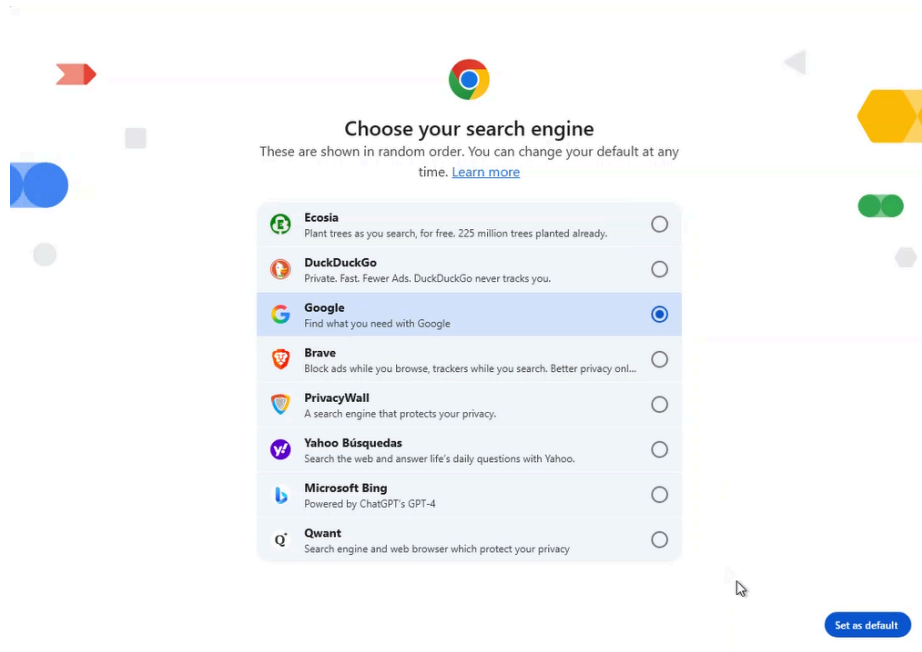 Choose your search engine
These are shown in random order. You can change your default at any
time. Learn more
Ecosia
Plant trees as you search, for free. 225 million trees planted already.
DuckDuckGo
Private. Fast. Fewer Ads. DuckDuckGo never tracks you.
Google
Find what you need with Google
Brave
Block ads while you browse, trackers while you search. Better privacy onl...
PrivacyWall
A search engine that protects your privacy.
Yahoo Búsquedas
Search the web and answer life's daily questions with Yahoo.
Microsoft Bing
Powered by ChatGPT's GPT-4
Qwant
Search engine and web browser which protect your privacy
Set as default